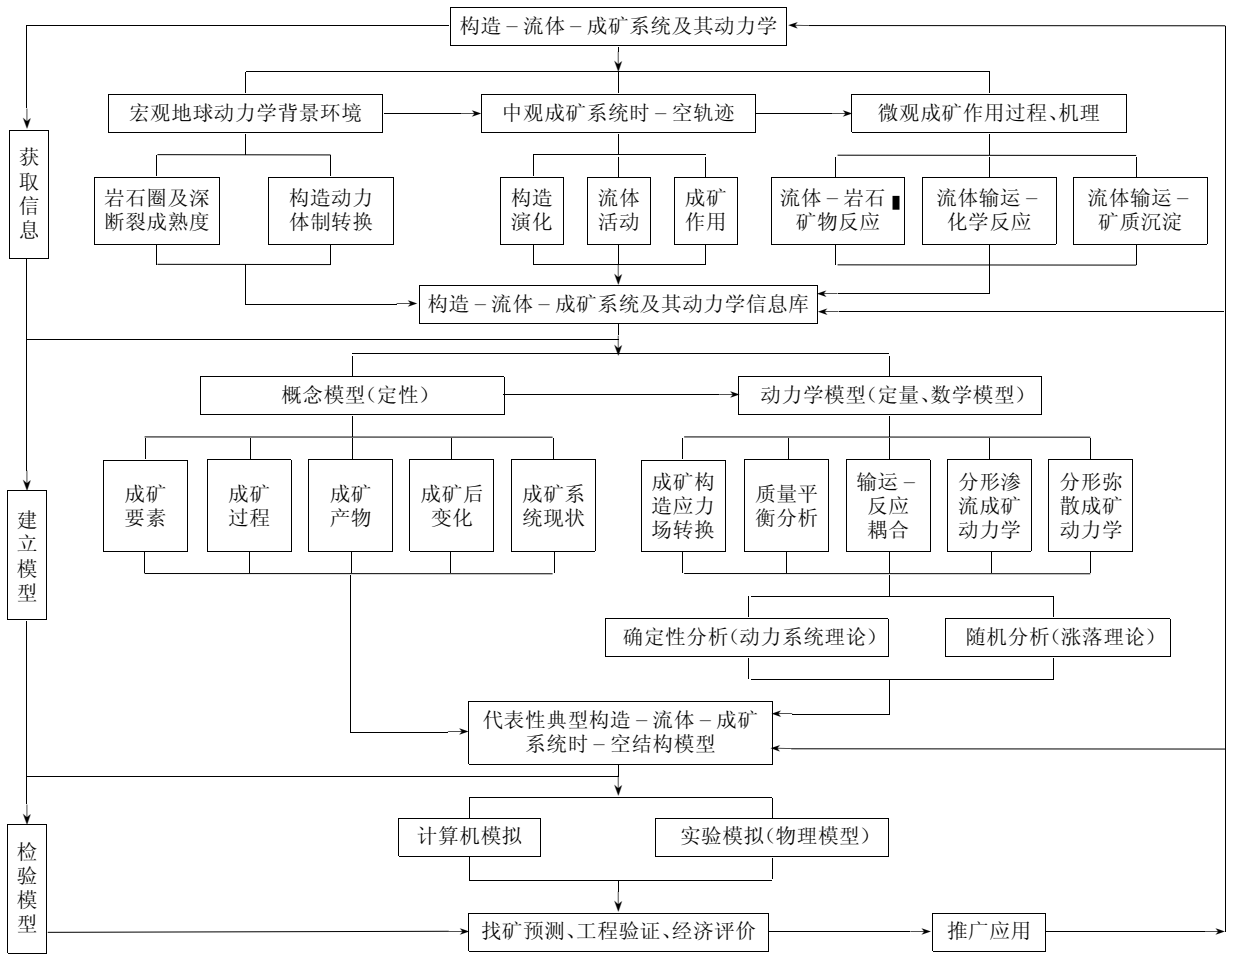 构造–流体–成矿系统及其动力学
宏观地球动力学背景环境
中观成矿系统时–空轨迹
微观成矿作用过程、机理
获取信息
岩石圈及深
断裂成熟度
构造动力
体制转换
构造
演化
流体
活动
成矿
作用
流体–岩石
矿物反应
流体输运–
化学反应
流体输运–
矿质沉淀
构造–流体–成矿系统及其动力学信息库
概念模型(定性)
动力学模型(定量、数学模型)
建立模型
成矿
要素
成矿
过程
成矿
产物
成矿后
变化
成矿系
统现状
成矿构
造应力
场转换
质量平
衡分析
输运–
反应
耦合
分形渗
流成矿
动力学
分形弥
散成矿
动力学
确定性分析(动力系统理论)
随机分析(涨落理论)
代表性典型构造–流体–成矿
系统时–空结构模型
计算机模拟
实验模拟(物理模型)
检验模型
找矿预测、工程验证、经济评价
推广应用